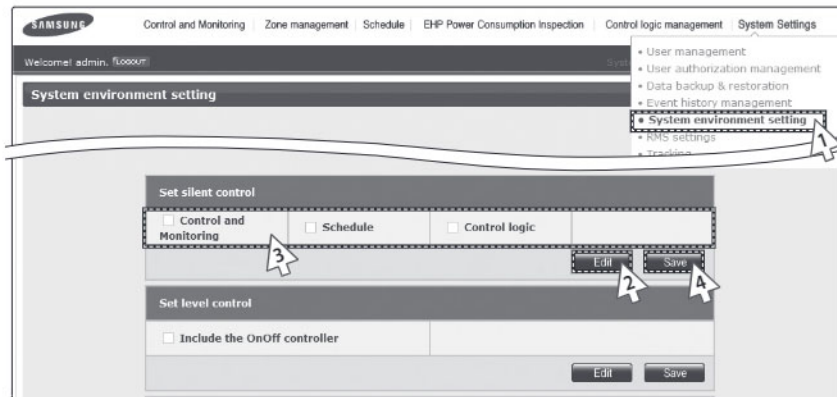 SAMSUNG
Control and Monitoring | Zone management | Schedule | EHP Power Consumption Inspection | Control logic management | System Settings
Welcome! admin. LOGOUT
• User management
• User authorization management
• Data backup & restoration
• Event history management
• System environment setting
• RMS settings
• Tracking
1
System environment setting
Set silent control
Control and Monitoring
Schedule
Control logic
3
Edit
Save
2
4
Set level control
Include the OnOff controller
Edit
Save